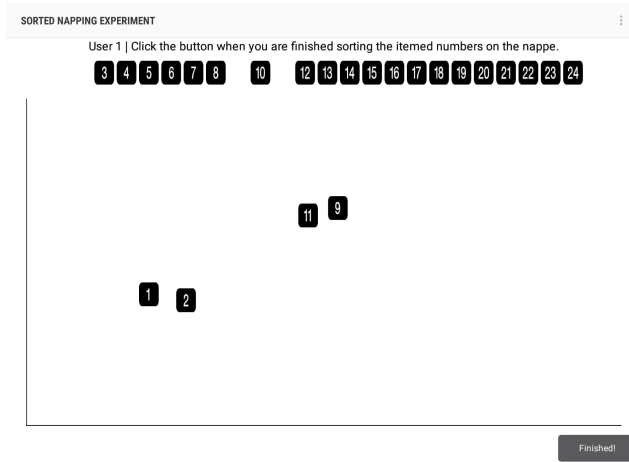 SORTED NAPPING EXPERIMENT
User 1 | Click the button when you are finished sorting the itemed numbers on the nappe.
3 4 5 6 7 8 10 12 13 14 15 16 17 18 19 20 21 22 23 24
11 9
1 2
Finished!